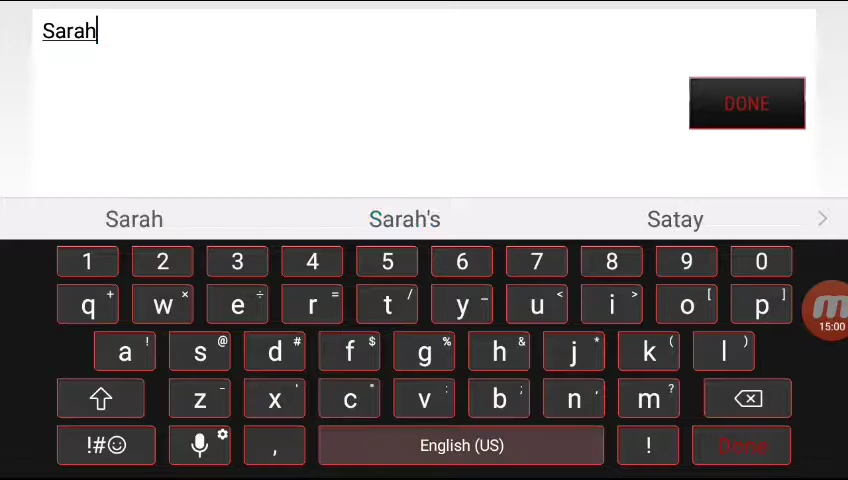 Sarah
DONE
Sarah Sarah's Satay >
1 2 3 4 5 6 7 8 9 0
q + w × e ÷ r = t / y _ u < i > o [ p ]
a ! s @ d # f $ g % h & j * k ( l )
z - x ' c " v : b ; n , m ?
!#☺ , English (US) ! Done
m 15:00